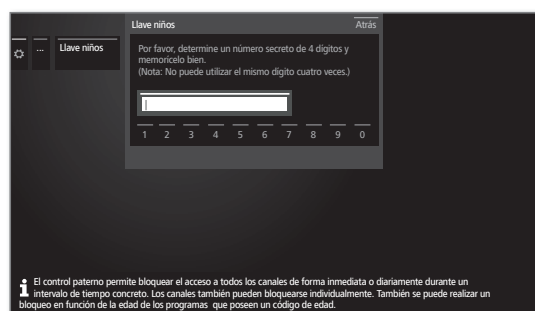 Llave niños Atrás
... Llave niños
Por favor, determine un número secreto de 4 dígitos y
memorícelo bien.
(Nota: No puede utilizar el mismo dígito cuatro veces.)
1 2 3 4 5 6 7 8 9 0
El control paterno permite bloquear el acceso a todos los canales de forma inmediata o diariamente durante un
intervalo de tiempo concreto. Los canales también pueden bloquearse individualmente. También se puede realizar un
bloqueo en función de la edad de los programas que poseen un código de edad.